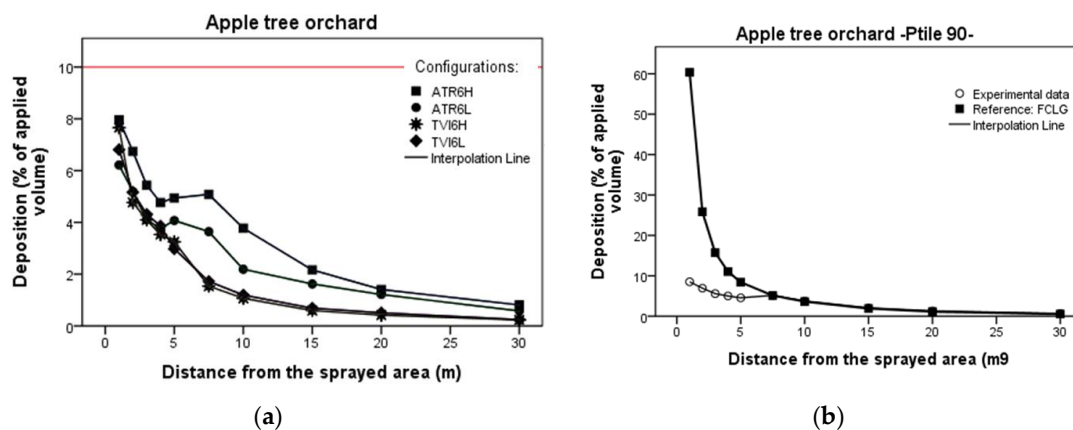 Apple tree orchard
Deposition (% of applied
volume)
10
8
6
4
2
0
Configurations:
ATR6H
ATR6L
TVI6H
TVI6L
Interpolation Line
0 5 10 15 20 25 30
Distance from the sprayed area (m)
(a)
Apple tree orchard -Ptile 90-
Deposition (% of applied
volume)
60
50
40
30
20
10
0
Experimental data
Reference: FCLG
Interpolation Line
0 5 10 15 20 25 30
Distance from the sprayed area (m9
(b)